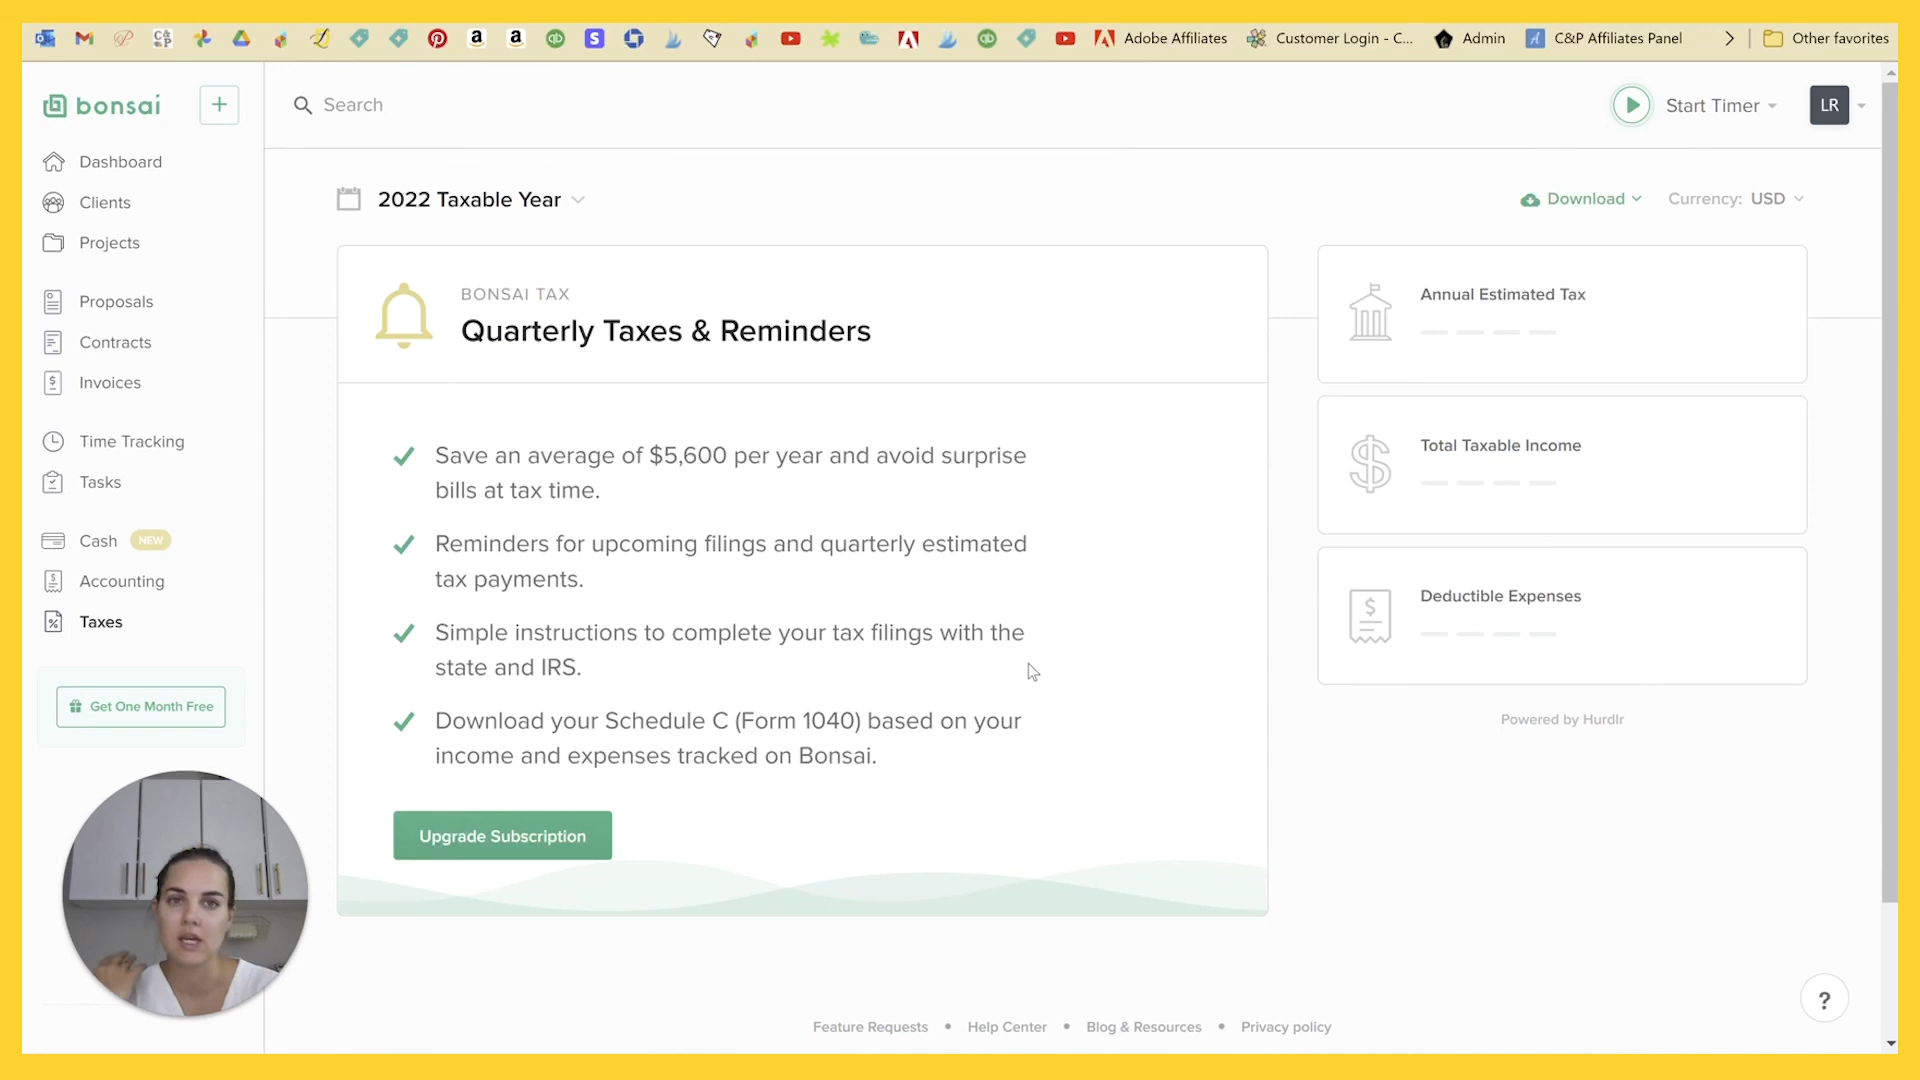 Adobe Affiliates
Customer Login - C...
Admin
C&P Affiliates Panel
Other favorites
bonsai
+
Search
Start Timer
LR
Dashboard
Clients
Projects
Proposals
Contracts
Invoices
Time Tracking
Tasks
Cash NEW
Accounting
Taxes
Get One Month Free
2022 Taxable Year
Download
Currency: USD
BONSAI TAX
Quarterly Taxes & Reminders
Save an average of $5,600 per year and avoid surprise
bills at tax time.
Reminders for upcoming filings and quarterly estimated
tax payments.
Simple instructions to complete your tax filings with the
state and IRS.
Download your Schedule C (Form 1040) based on your
income and expenses tracked on Bonsai.
Upgrade Subscription
Annual Estimated Tax
Total Taxable Income
Deductible Expenses
Powered by Hurdlr
?
Feature Requests • Help Center • Blog & Resources • Privacy policy